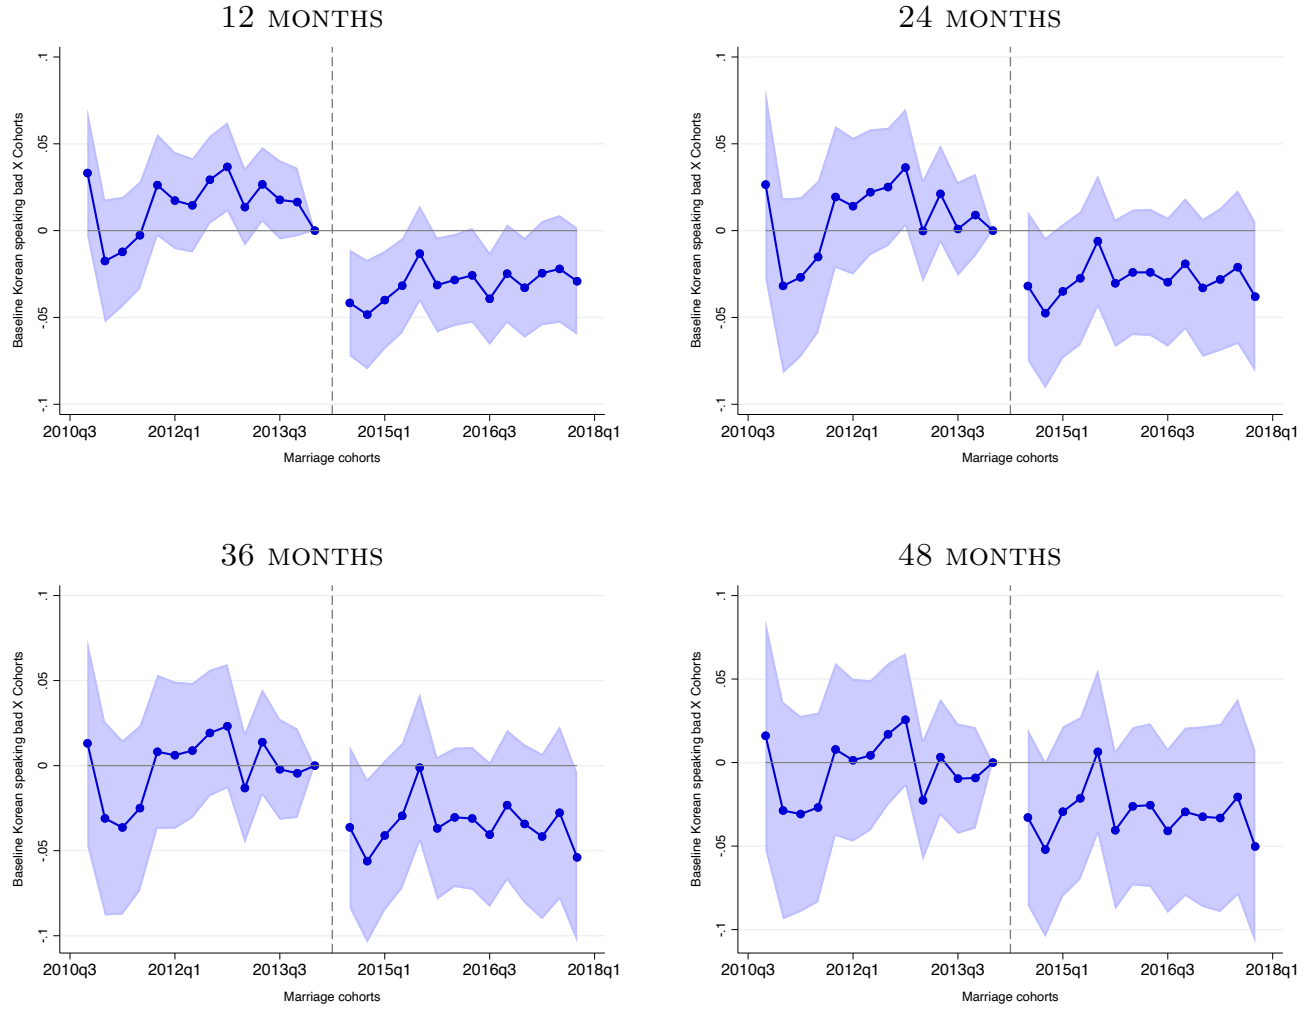 12 MONTHS
Baseline Korean speaking bad X Cohorts
.1
.05
0
-.05
-.1
2010q3 2012q1 2013q3 2015q1 2016q3 2018q1
Marriage cohorts
24 MONTHS
Baseline Korean speaking bad X Cohorts
.1
.05
0
-.05
-.1
2010q3 2012q1 2013q3 2015q1 2016q3 2018q1
Marriage cohorts
36 MONTHS
Baseline Korean speaking bad X Cohorts
.1
.05
0
-.05
-.1
2010q3 2012q1 2013q3 2015q1 2016q3 2018q1
Marriage cohorts
48 MONTHS
Baseline Korean speaking bad X Cohorts
.1
.05
0
-.05
-.1
2010q3 2012q1 2013q3 2015q1 2016q3 2018q1
Marriage cohorts